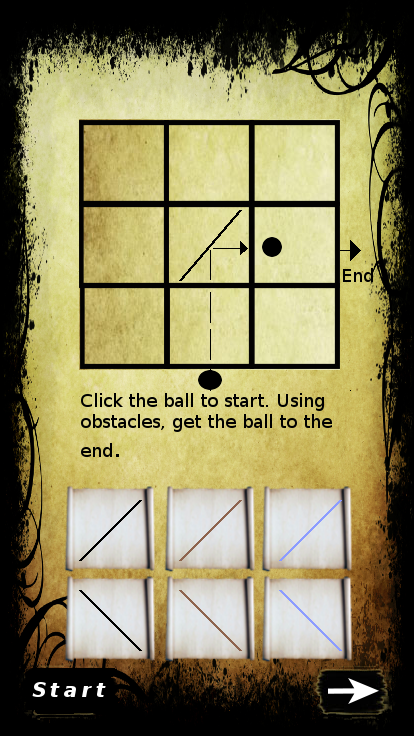 End
Click the ball to start. Using
obstacles, get the ball to the
end.
Start